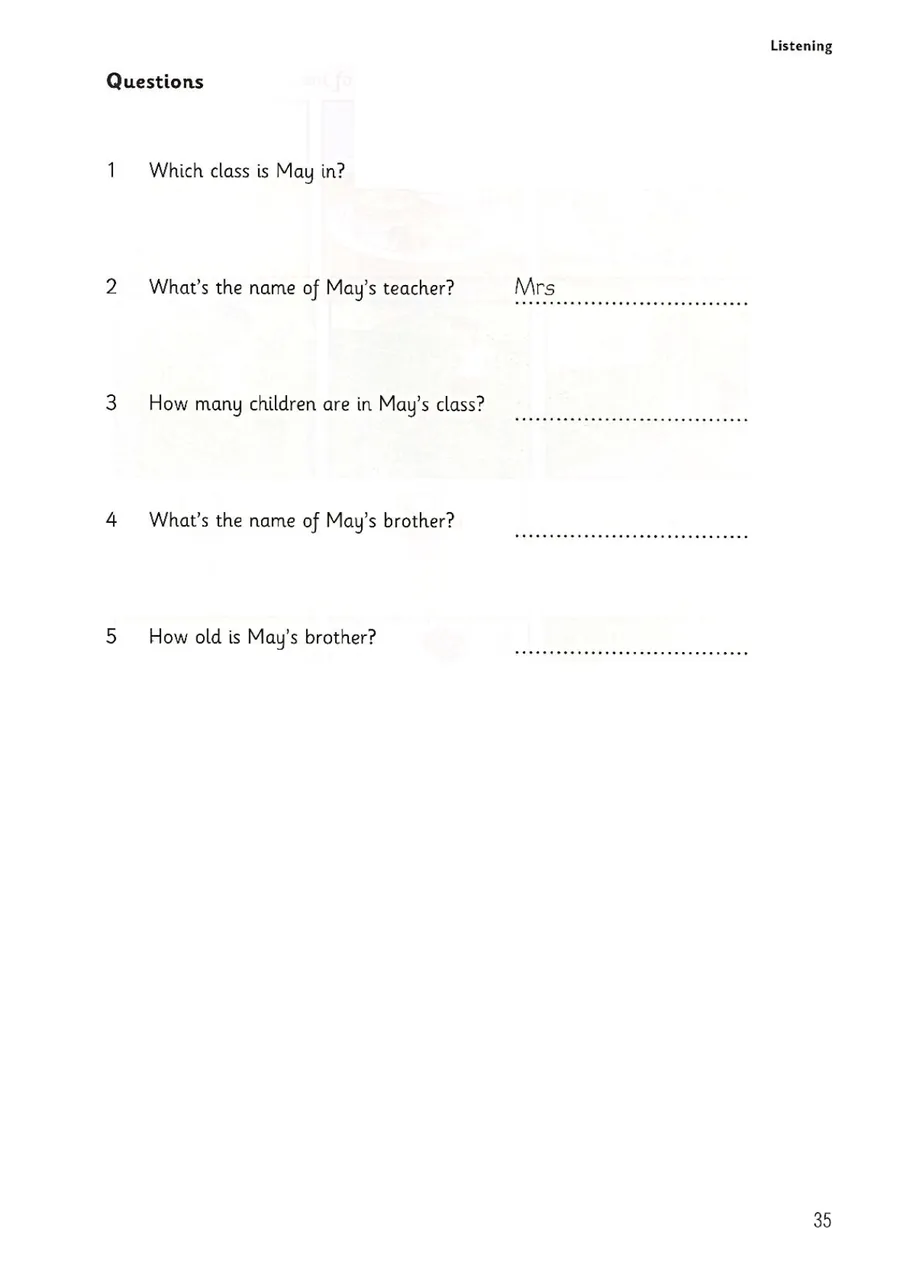 Listening
Questions
1 Which class is May in?
2 What's the name of May's teacher? Mrs
3 How many children are in May's class?
4 What's the name of May's brother?
5 How old is May's brother?
35